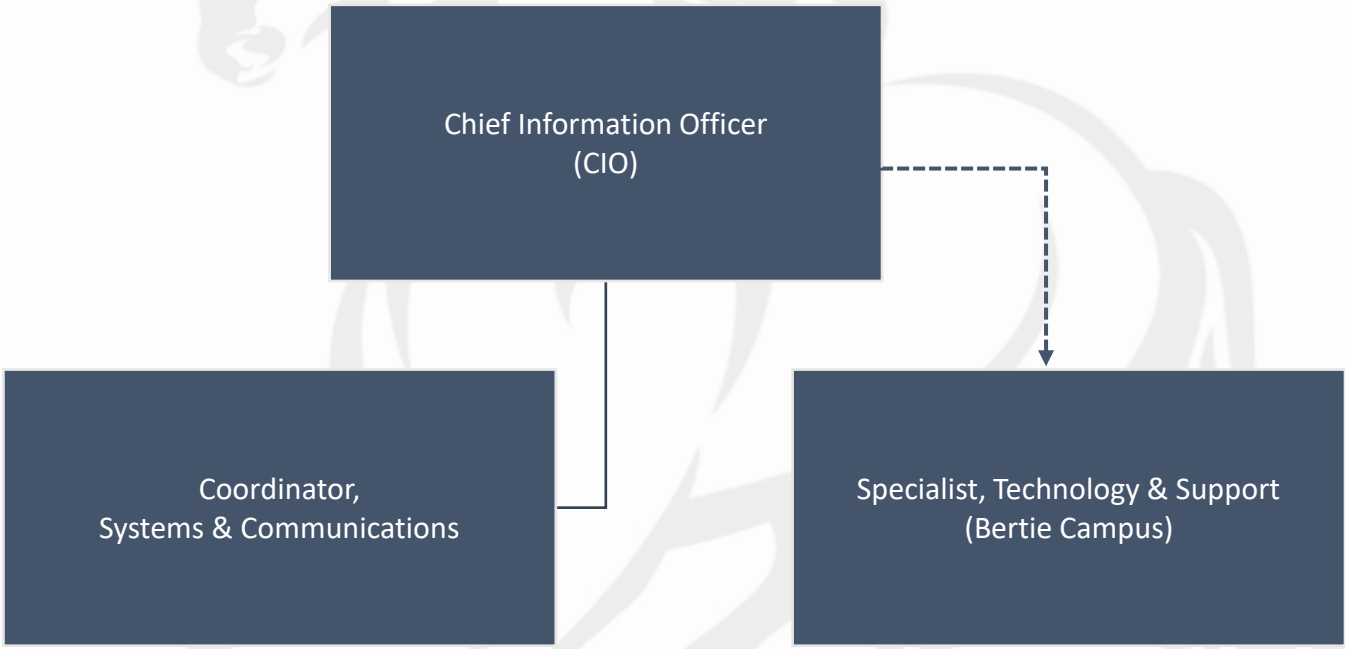 Chief Information Officer
(CIO)
Coordinator,
Systems & Communications
Specialist, Technology & Support
(Bertie Campus)